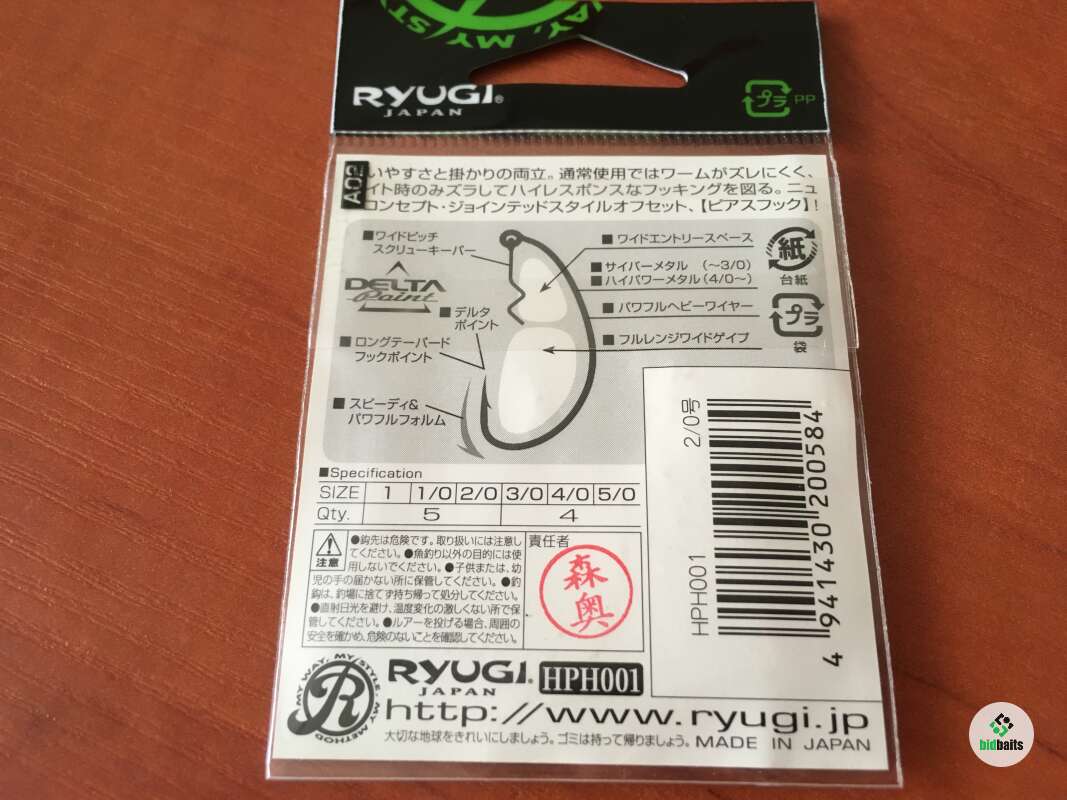 WAY, MY STY
RYUGI®
JAPAN
プラ PP
A02
いやすさと掛かりの両立。通常使用ではワームがズレにくく、
イト時のみズラしてハイレスポンスなフッキングを図る。ニュ
コンセプト・ジョインテッドスタイルオフセット、【ピアスフック】!
■ワイドピッチ
スクリューキーパー
DELTA
Point
■デルタ
ポイント
■ロングテーパード
フックポイント
■スピーディ&
パワフルフォルム
■ワイドエントリースペース
■サイバーメタル (〜3/0)
■ハイパワーメタル(4/0〜)
■パワフルヘビーワイヤー
■フルレンジワイドゲイプ
紙
台紙
プラ
袋
■Specification
SIZE 1 1/0 2/0 3/0 4/0 5/0
Qty. 5 4
注意
●鈎先は危険です。取り扱いには注意し
てください。●魚釣り以外の目的には使
用しないでください。●子供または、幼
児の手の届かない所に保管してください。●釣
鈎は、釣場に捨てず持ち帰って処分してください。
●直射日光を避け、温度変化の激しくない所で保
管してください。●ルアーを投げる場合、周囲の
安全を確かめ、危険のないことを確認してください。
責任者
森
奥
2/0号
HPH001
4 941430 200584
MY WAY, MY STYLE, MY METHOD
R
RYUGI®
JAPAN
HPH001
http://www.ryugi.jp
大切な地球をきれいにしましょう。ゴミは持って帰りましょう。 MADE IN JAPAN
bidbaits